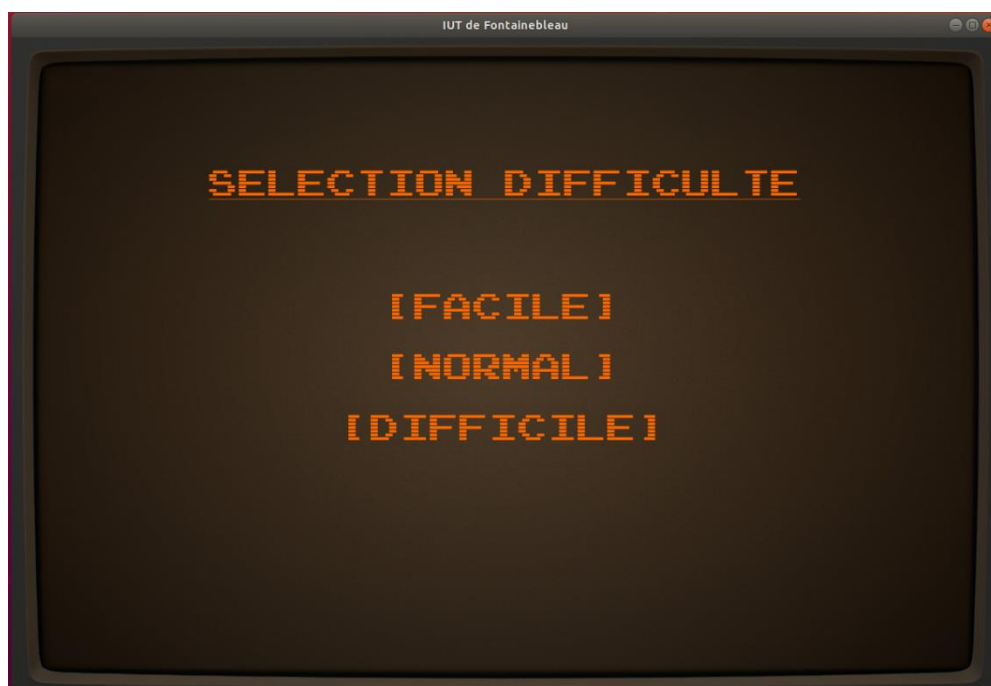 IUT de Fontainebleau
SELECTION DIFFICULTE
[FACILE]
[NORMAL]
[DIFFICILE]